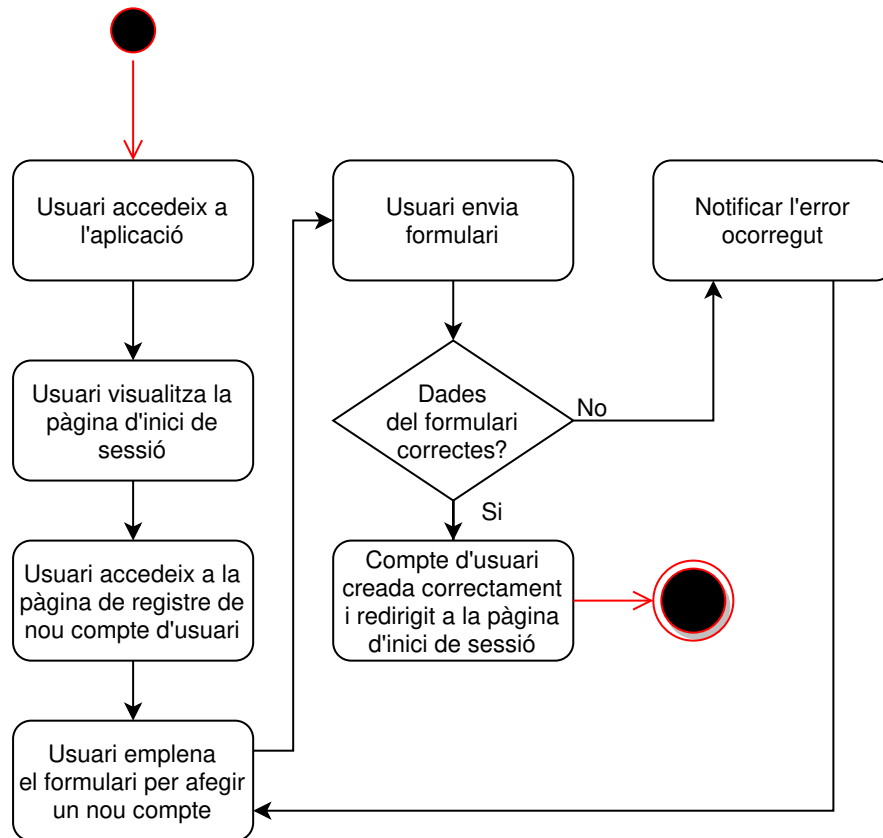 Usuari accedeix a
l'aplicació
Usuari visualitza la
pàgina d'inici de
sessió
Usuari accedeix a la
pàgina de registre de
nou compte d'usuari
Usuari emplena
el formulari per afegir
un nou compte
Usuari envia
formulari
Dades
del formulari
correctes?
No
Si
Compte d'usuari
creada correctament
i redirigit a la pàgina
d'inici de sessió
Notificar l'error
ocorregut